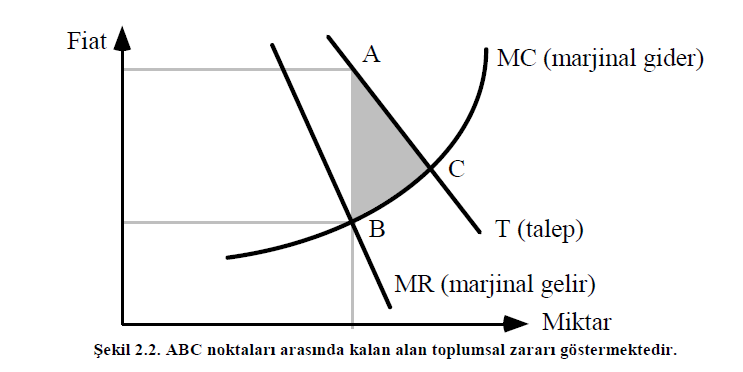 Fiat
A
MC (marjinal gider)
C
B
T (talep)
MR (marjinal gelir)
Miktar
Şekil 2.2. ABC noktaları arasında kalan alan toplumsal zararı göstermektedir.